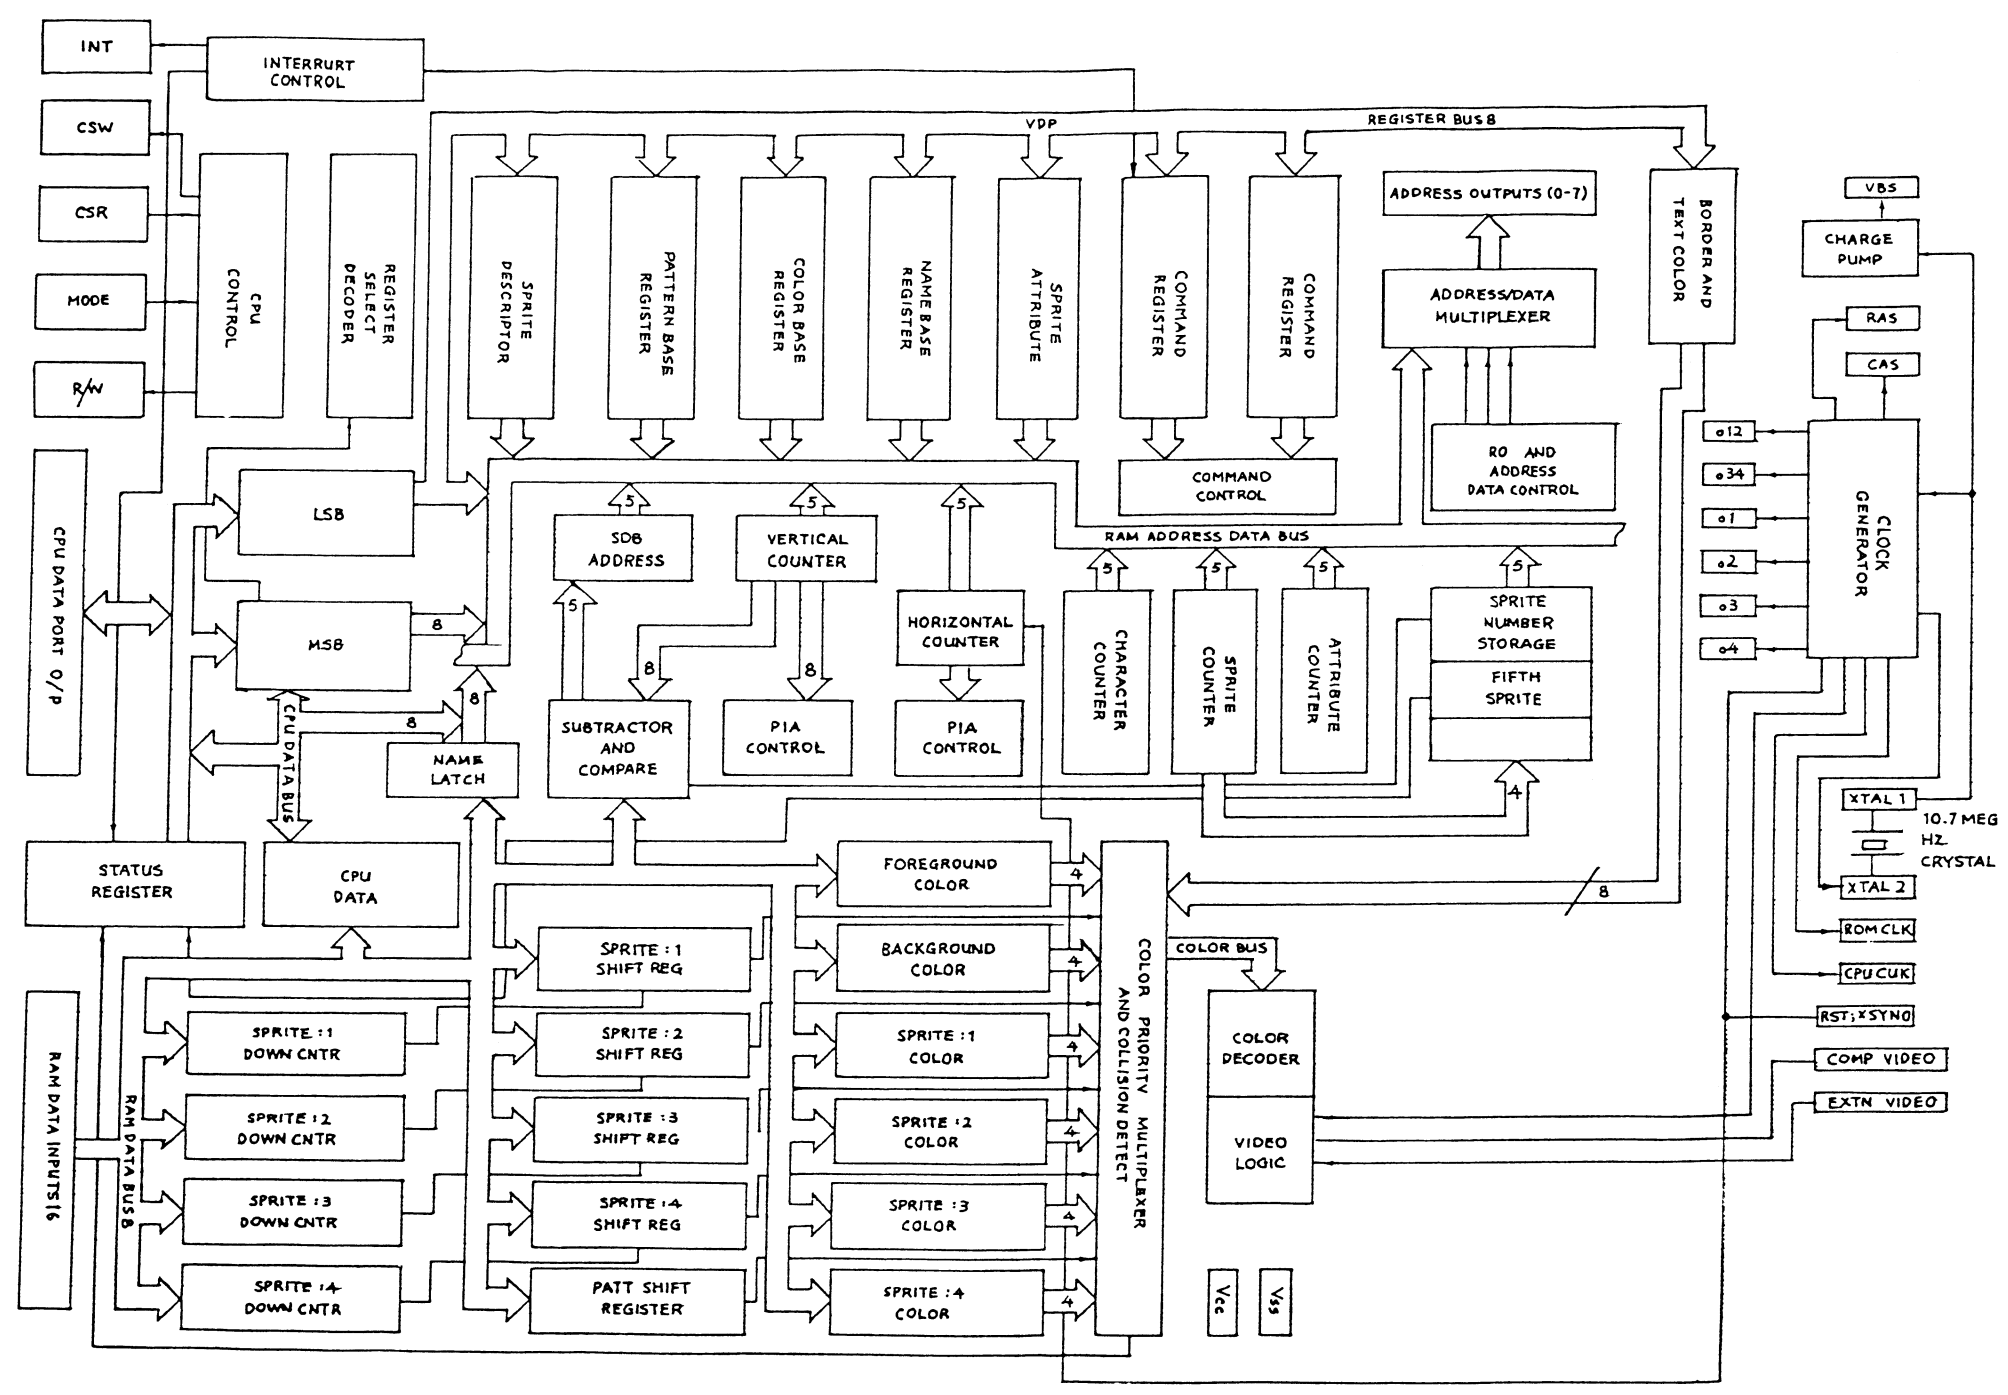 INT
INTERRURT
CONTROL
CSW
CSR
MODE
R/W
CPU
CONTROL
REGISTER
SELECT
DECODER
VDP
REGISTER BUS 8
SPRITE
DESCRIPTOR
PATTERN BASE
REGISTER
COLOR BASE
REGISTER
NAME BASE
REGISTER
SPRITE
ATTRIBUTE
COMMAND
REGISTER
COMMAND
REGISTER
ADDRESS OUTPUTS (0-7)
ADDRESS/DATA
MULTIPLEXER
BORDER AND
TEXT COLOR
VBS
CHARGE
PUMP
RAS
CAS
CLOCK
GENERATOR
ø12
ø34
ø1
ø2
ø3
ø4
COMMAND
CONTROL
RO AND
ADDRESS
DATA CONTROL
CPU DATA PORT O/P
LSB
MSB
8
5
SDB
ADDRESS
5
VERTICAL
COUNTER
5
HORIZONTAL
COUNTER
RAM ADDRESS DATA BUS
5
CHARACTER
COUNTER
5
SPRITE
COUNTER
5
ATTRIBUTE
COUNTER
5
SPRITE
NUMBER
STORAGE
FIFTH
SPRITE
4
5
8
8
CPU DATA BUS
8
8
NAME
LATCH
SUBTRACTOR
AND
COMPARE
PIA
CONTROL
PIA
CONTROL
XTAL 1
10.7 MEG
HZ
CRYSTAL
XTAL 2
ROM CLK
CPU CUK
RST;XSYNO
COMP VIDEO
EXTN VIDEO
STATUS
REGISTER
CPU
DATA
FOREGROUND
COLOR
4
BACKGROUND
COLOR
4
8
COLOR BUS
COLOR PRIORITV MULTIPLEXER
AND COLLISION DETECT
COLOR
DECODER
VIDEO
LOGIC
RAM DATA INPUTS 16
RAM DATA BUS 8
SPRITE:1
SHIFT REG
SPRITE:1
DOWN CNTR
SPRITE:2
SHIFT REG
SPRITE:1
COLOR
4
SPRITE:2
DOWN CNTR
SPRITE:3
SHIFT REG
SPRITE:2
COLOR
4
SPRITE:3
DOWN CNTR
SPRITE:4
SHIFT REG
SPRITE:3
COLOR
4
SPRITE:4
DOWN CNTR
PATT SHIFT
REGISTER
SPRITE:4
COLOR
4
Vcc
Vss